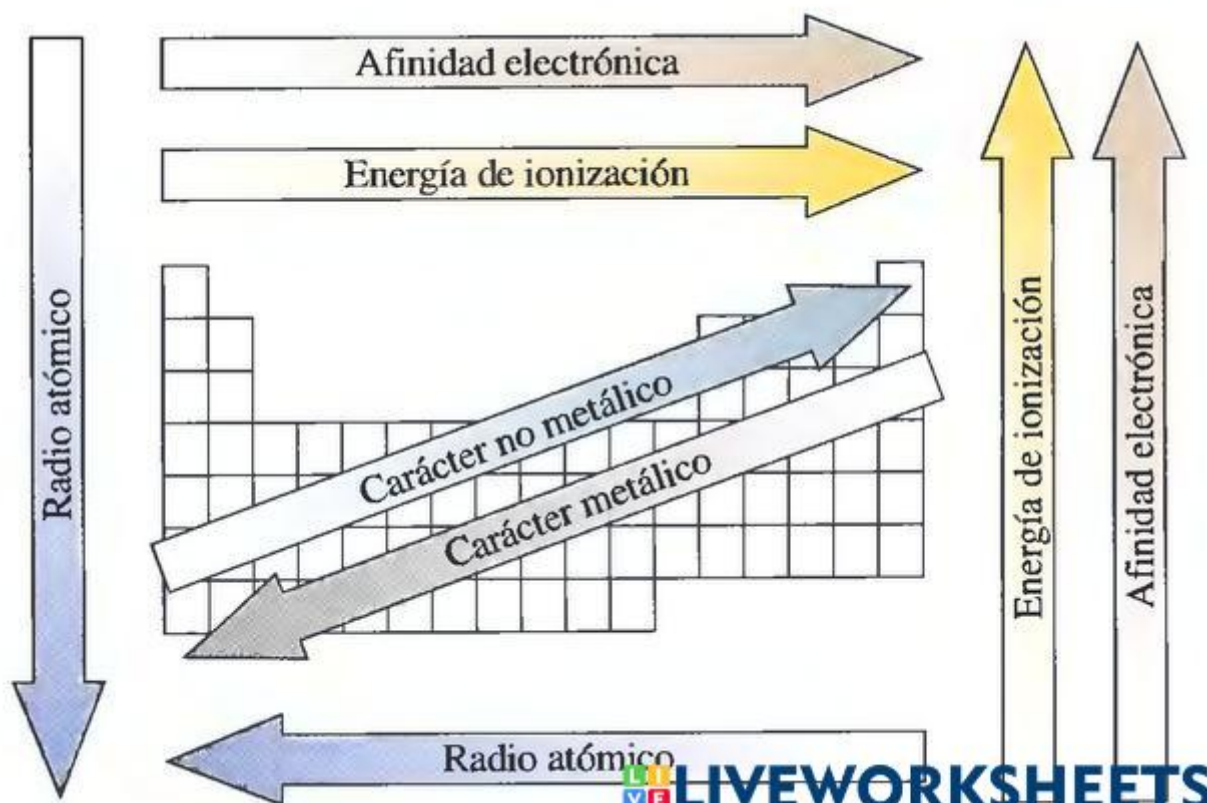 Afinidad electrónica
Energía de ionización
Radio atómico
Carácter no metálico
Carácter metálico
Energía de ionización
Afinidad electrónica
Radio atómico
LIVEWORKSHEETS